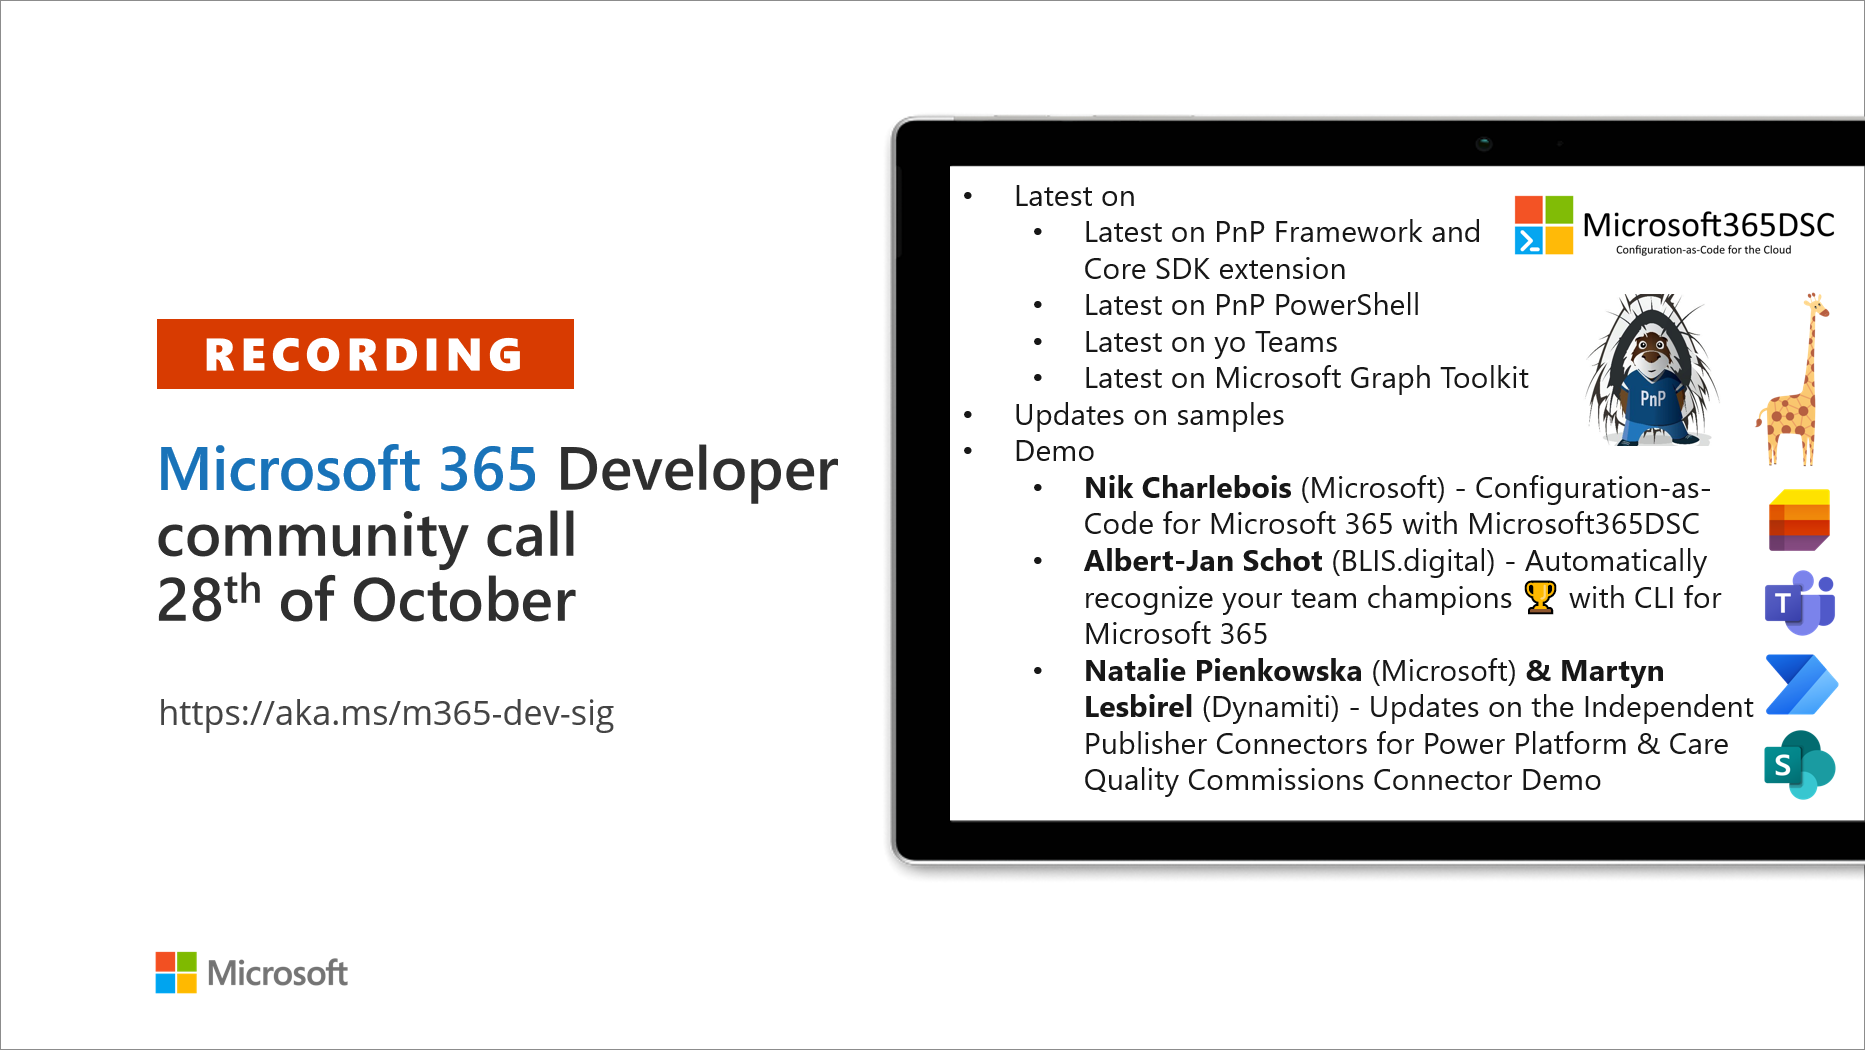 RECORDING
Microsoft 365 Developer
community call
28th of October
https://aka.ms/m365-dev-sig
Microsoft
• Latest on
• Latest on PnP Framework and
Core SDK extension
• Latest on PnP PowerShell
• Latest on yo Teams
• Latest on Microsoft Graph Toolkit
• Updates on samples
• Demo
• Nik Charlebois (Microsoft) - Configuration-as-
Code for Microsoft 365 with Microsoft365DSC
• Albert-Jan Schot (BLIS.digital) - Automatically
recognize your team champions 🏆 with CLI for
Microsoft 365
• Natalie Pienkowska (Microsoft) & Martyn
Lesbirel (Dynamiti) - Updates on the Independent
Publisher Connectors for Power Platform & Care
Quality Commissions Connector Demo
Microsoft365DSC
Configuration-as-Code for the Cloud
PnP
T
S